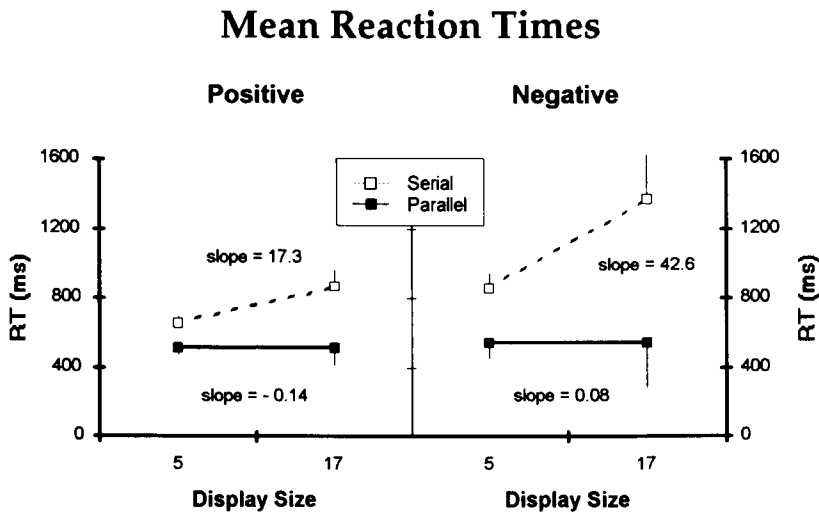 Mean Reaction Times
Positive
Negative
1600
1200
800
400
0
RT (ms)
Serial
Parallel
slope = 17.3
slope = - 0.14
slope = 42.6
slope = 0.08
1600
1200
800
400
0
RT (ms)
5
17
5
17
Display Size
Display Size